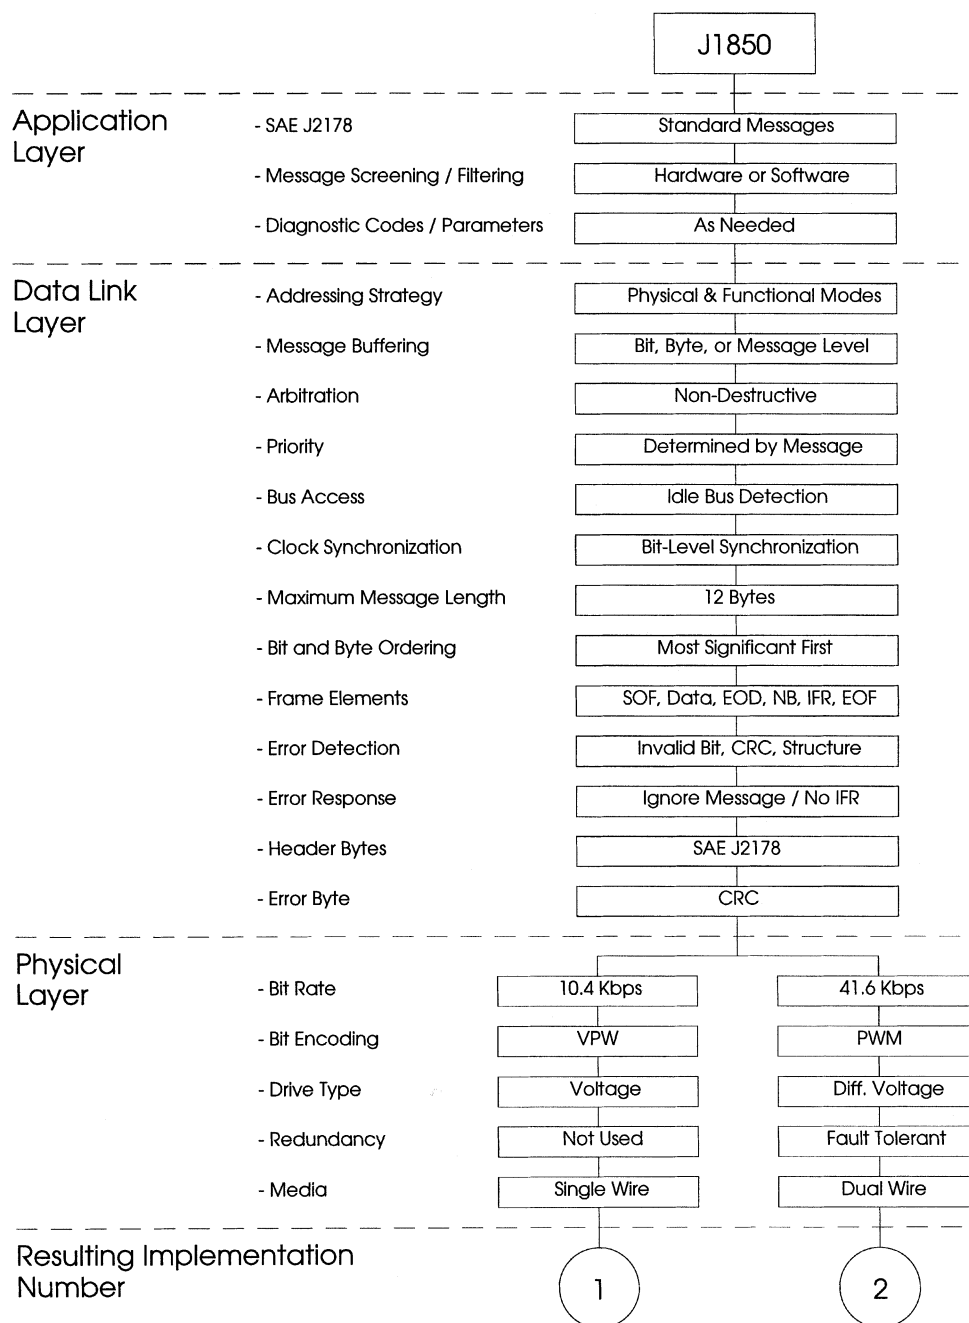 J1850
Application
Layer
- SAE J2178
Standard Messages
- Message Screening / Filtering
Hardware or Software
- Diagnostic Codes / Parameters
As Needed
Data Link
Layer
- Addressing Strategy
Physical & Functional Modes
- Message Buffering
Bit, Byte, or Message Level
- Arbitration
Non-Destructive
- Priority
Determined by Message
- Bus Access
Idle Bus Detection
- Clock Synchronization
Bit-Level Synchronization
- Maximum Message Length
12 Bytes
- Bit and Byte Ordering
Most Significant First
- Frame Elements
SOF, Data, EOD, NB, IFR, EOF
- Error Detection
Invalid Bit, CRC, Structure
- Error Response
Ignore Message / No IFR
- Header Bytes
SAE J2178
- Error Byte
CRC
Physical
Layer
- Bit Rate
10.4 Kbps
41.6 Kbps
- Bit Encoding
VPW
PWM
- Drive Type
Voltage
Diff. Voltage
- Redundancy
Not Used
Fault Tolerant
- Media
Single Wire
Dual Wire
Resulting Implementation
Number
1
2